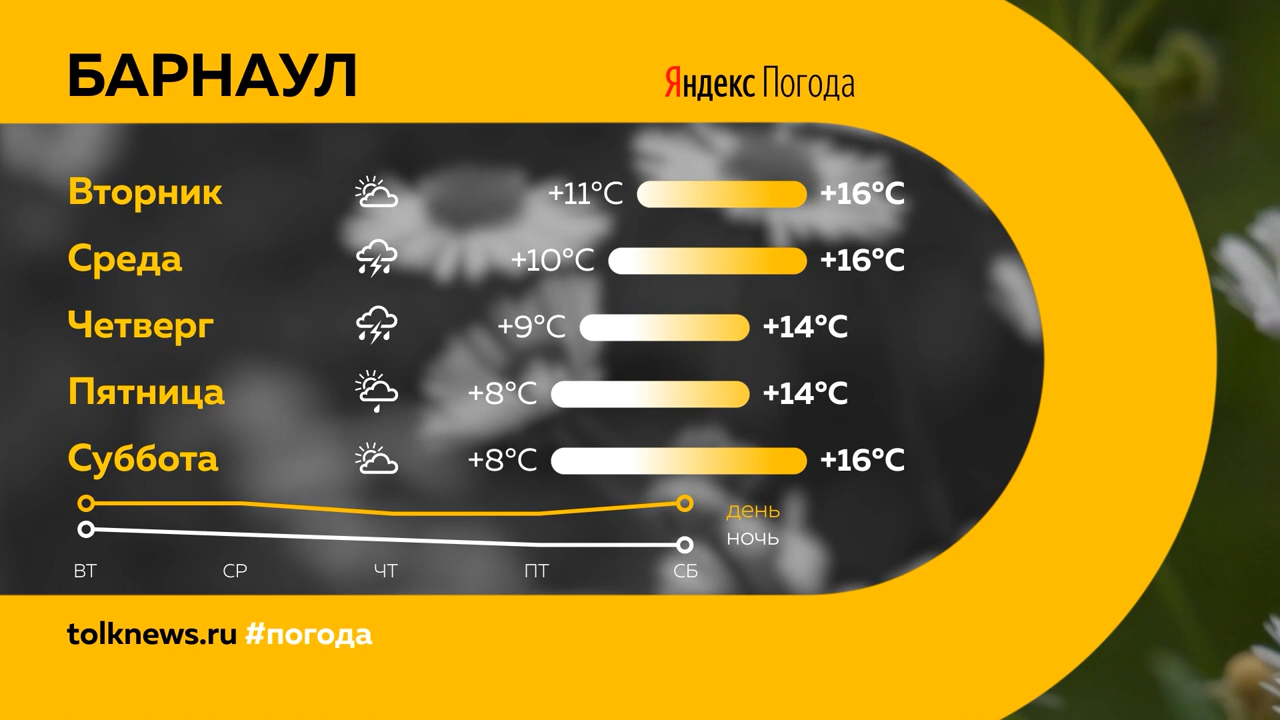 БАРНАУЛ
Яндекс Погода
Вторник +11°C +16°C
Среда +10°C +16°C
Четверг +9°C +14°C
Пятница +8°C +14°C
Суббота +8°C +16°C
день
ночь
ВТ СР ЧТ ПТ СБ
tolknews.ru #погода